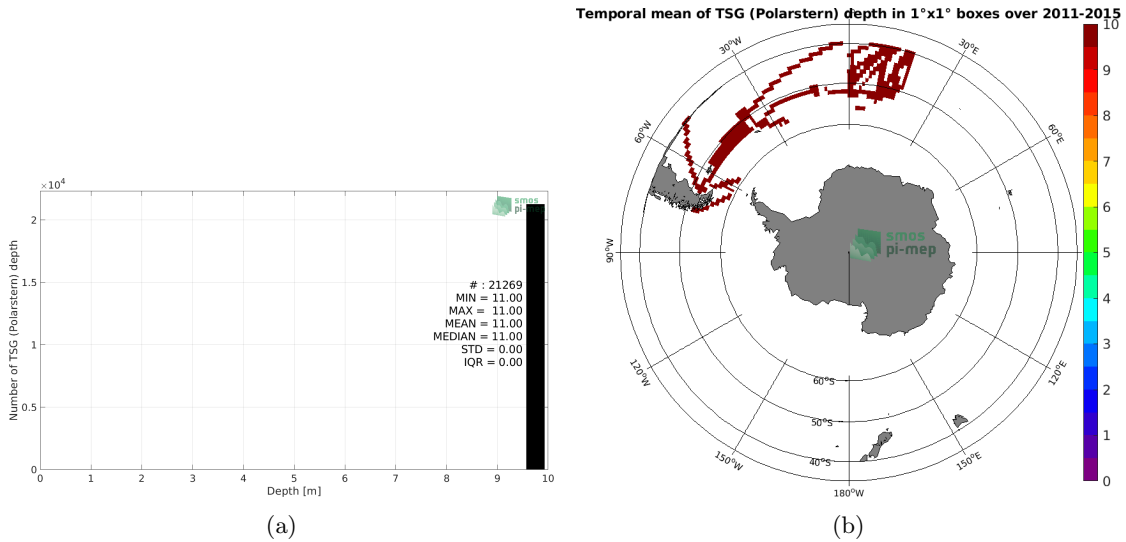 Temporal mean of TSG (Polarstern) depth in 1°x1° boxes over 2011-2015
×10⁴
2
1.5
1
0.5
0
Number of TSG (Polarstern) depth
smos
pi-mep
# : 21269
MIN = 11.00
MAX = 11.00
MEAN = 11.00
MEDIAN = 11.00
STD = 0.00
IQR = 0.00
0 1 2 3 4 5 6 7 8 9 10
Depth [m]
(a)
30°W
30°E
60°W
60°E
90°W
120°W
120°E
150°W
150°E
180°W
60°S
50°S
40°S
smos
pi-mep
10
9
8
7
6
5
4
3
2
1
0
(b)